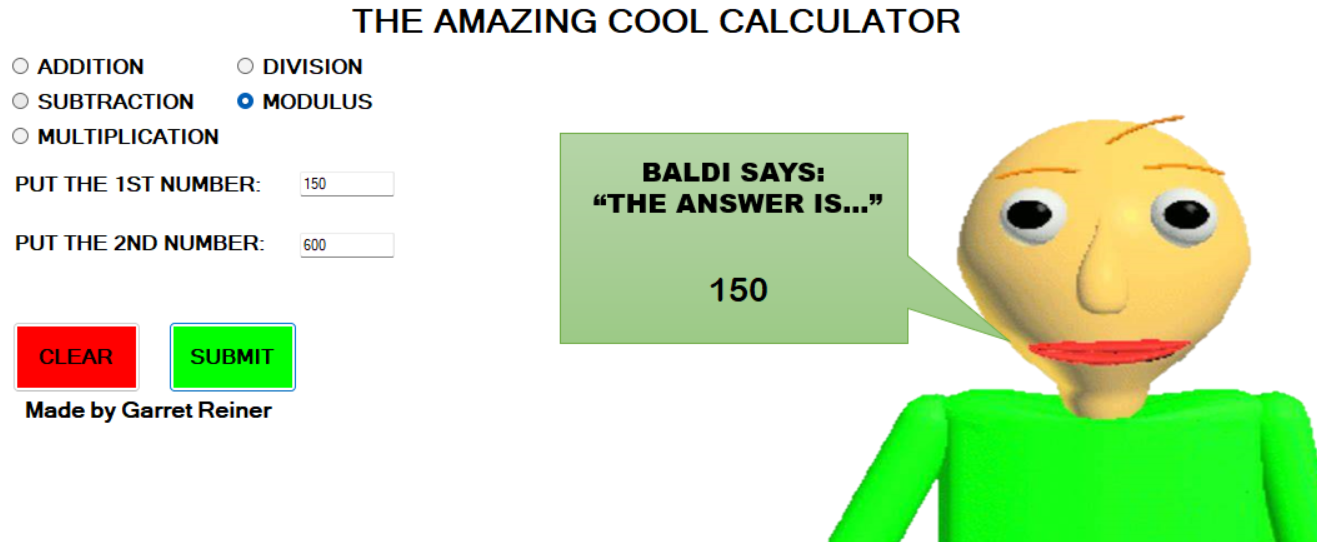 THE AMAZING COOL CALCULATOR
ADDITION
DIVISION
SUBTRACTION
MODULUS
MULTIPLICATION
PUT THE 1ST NUMBER:
150
PUT THE 2ND NUMBER:
600
CLEAR
SUBMIT
Made by Garret Reiner
BALDI SAYS:
“THE ANSWER IS...”
150